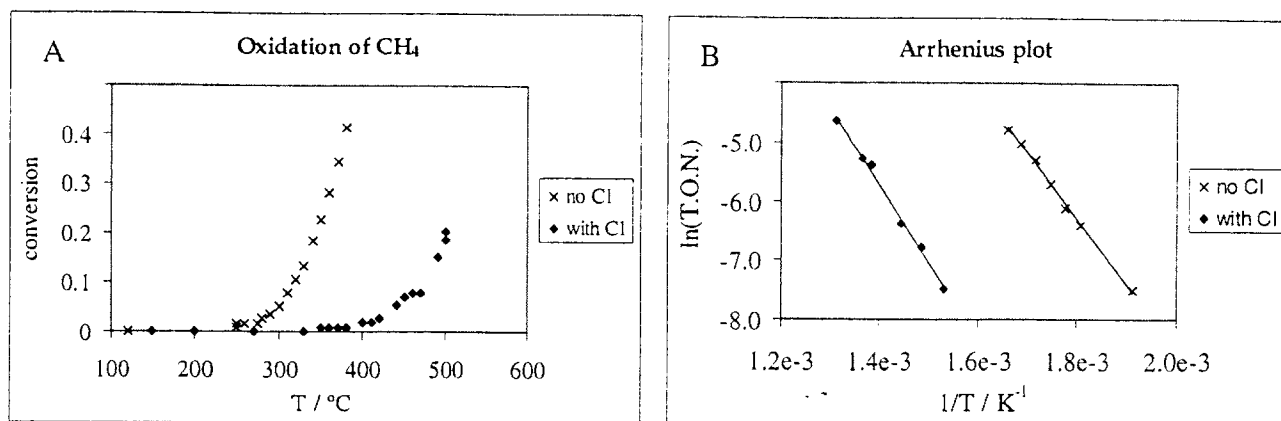 A
Oxidation of CH₄
conversion
0.4
0.3
0.2
0.1
0
100 200 300 400 500 600
T / °C
× no Cl
◆ with Cl
B
Arrhenius plot
ln(T.O.N.)
-5.0
-6.0
-7.0
-8.0
1.2e-3 1.4e-3 1.6e-3 1.8e-3 2.0e-3
1/T / K⁻¹
× no Cl
◆ with Cl